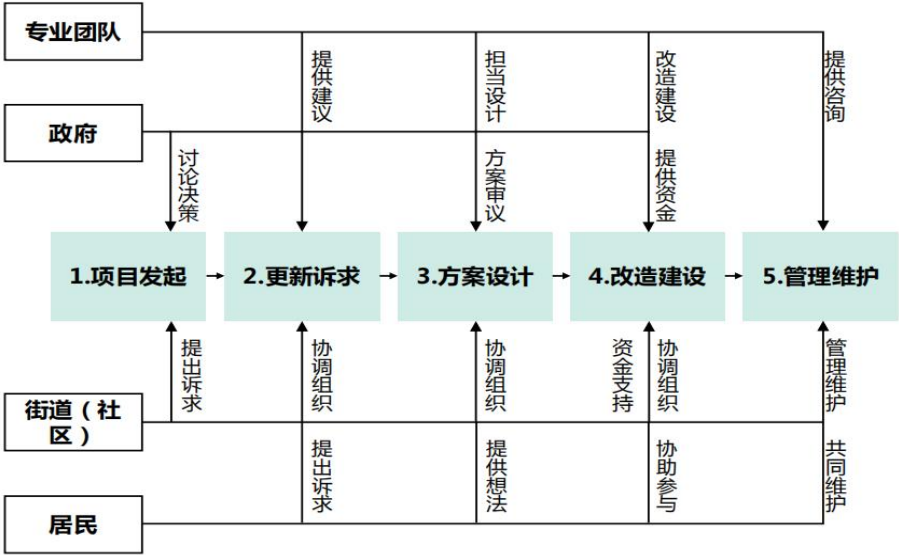 专业团队
提供建议
担当设计
改造建设
提供咨询
政府
讨论决策
方案审议
提供资金
1.项目发起
2.更新诉求
3.方案设计
4.改造建设
5.管理维护
提出诉求
协调组织
协调组织
资金支持
协调组织
管理维护
街道（社
区）
提出诉求
提供想法
协助参与
共同维护
居民